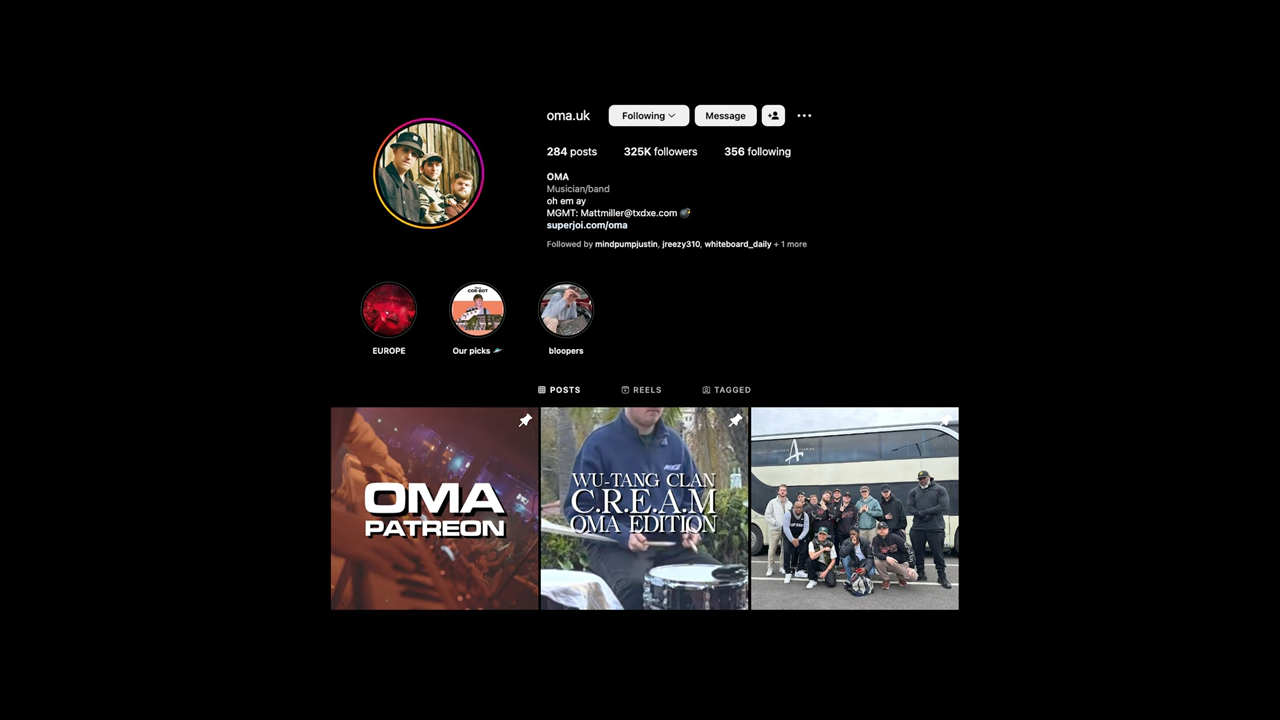 oma.uk Following Message
284 posts 325K followers 356 following
OMA
Musician/band
oh em ay
MGMT: Mattmiller@txdxe.com
superjoi.com/oma
Followed by mindpumpjustin, jreezy310, whiteboard_daily + 1 more
EUROPE Our picks bloopers
POSTS REELS TAGGED
OMA
PATREON
WU-TANG CLAN
C.R.E.A.M
OMA EDITION
A